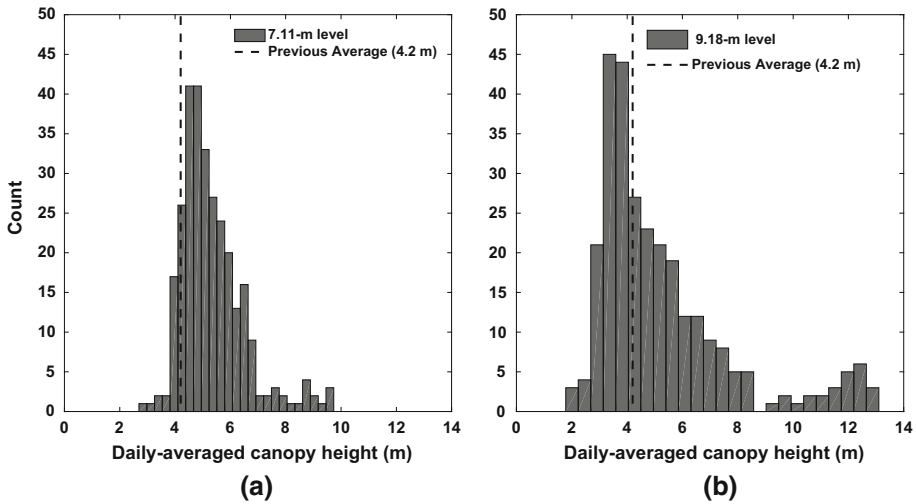 50
45
40
35
30
25
20
15
10
5
0
Count
0 2 4 6 8 10 12 14
Daily-averaged canopy height (m)
7.11-m level
Previous Average (4.2 m)
(a)
50
45
40
35
30
25
20
15
10
5
0
0 2 4 6 8 10 12 14
Daily-averaged canopy height (m)
9.18-m level
Previous Average (4.2 m)
(b)